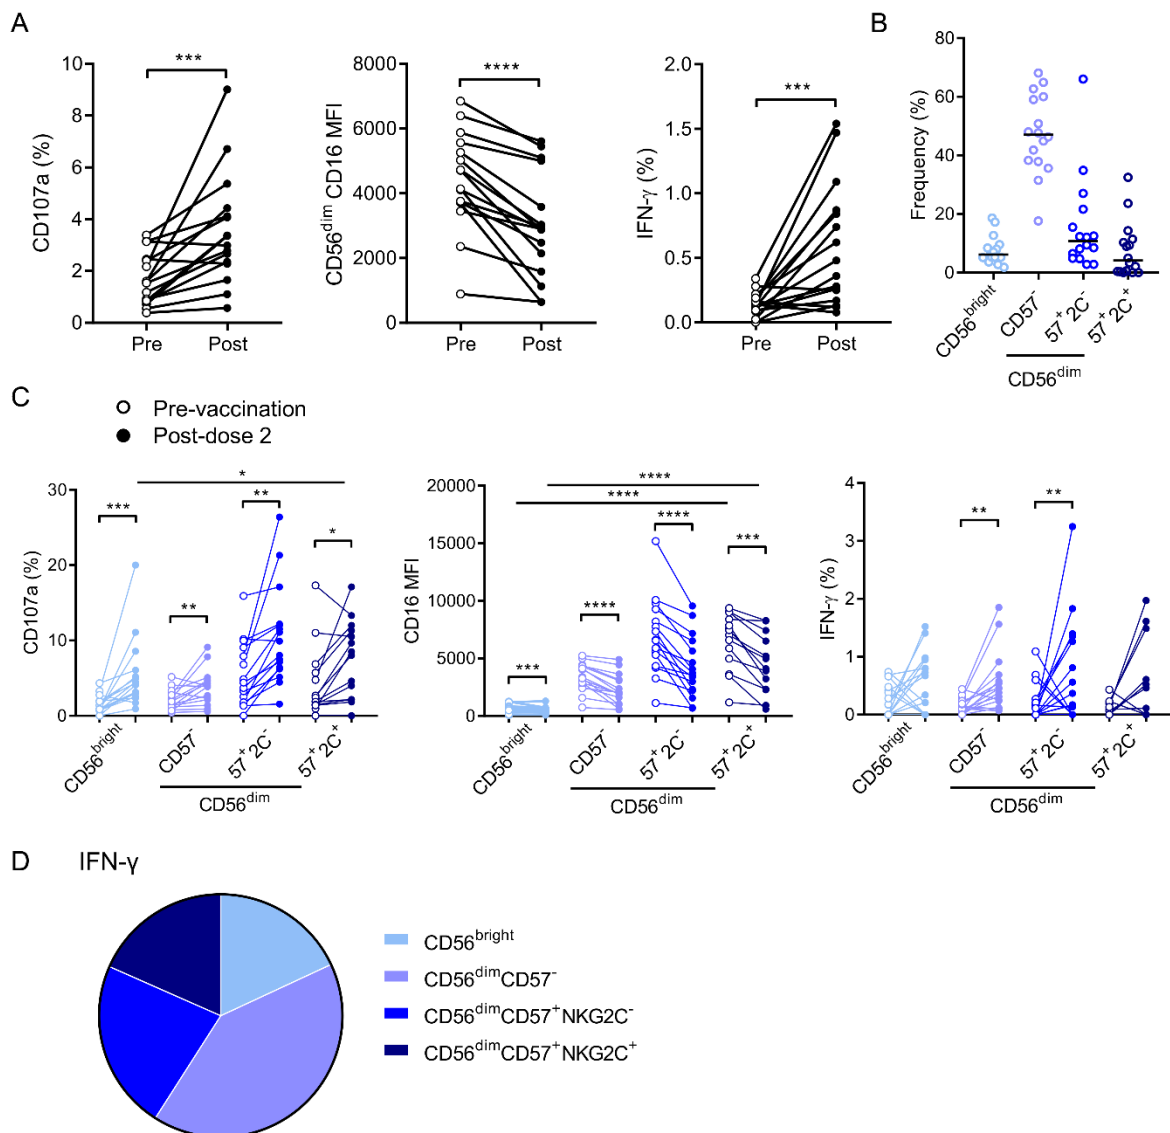 A
B
CD107a (%)
10
8
6
4
2
0
***
Pre
Post
CD56dim CD16 MFI
8000
6000
4000
2000
0
****
Pre
Post
IFN-γ (%)
2.0
1.5
1.0
0.5
0.0
***
Pre
Post
Frequency (%)
80
60
40
20
0
CD56bright
CD57-
57+2C-
57+2C+
CD56dim
C
Pre-vaccination
Post-dose 2
CD107a (%)
30
20
10
0
*
***
**
**
*
CD56bright
CD57-
57+2C-
57+2C+
CD56dim
CD16 MFI
20000
15000
10000
5000
0
****
****
***
****
****
***
CD56bright
CD57-
57+2C-
57+2C+
CD56dim
IFN-γ (%)
4
3
2
1
0
**
**
CD56bright
CD57-
57+2C-
57+2C+
CD56dim
D
IFN-γ
CD56bright
CD56dimCD57-
CD56dimCD57+NKG2C-
CD56dimCD57+NKG2C+